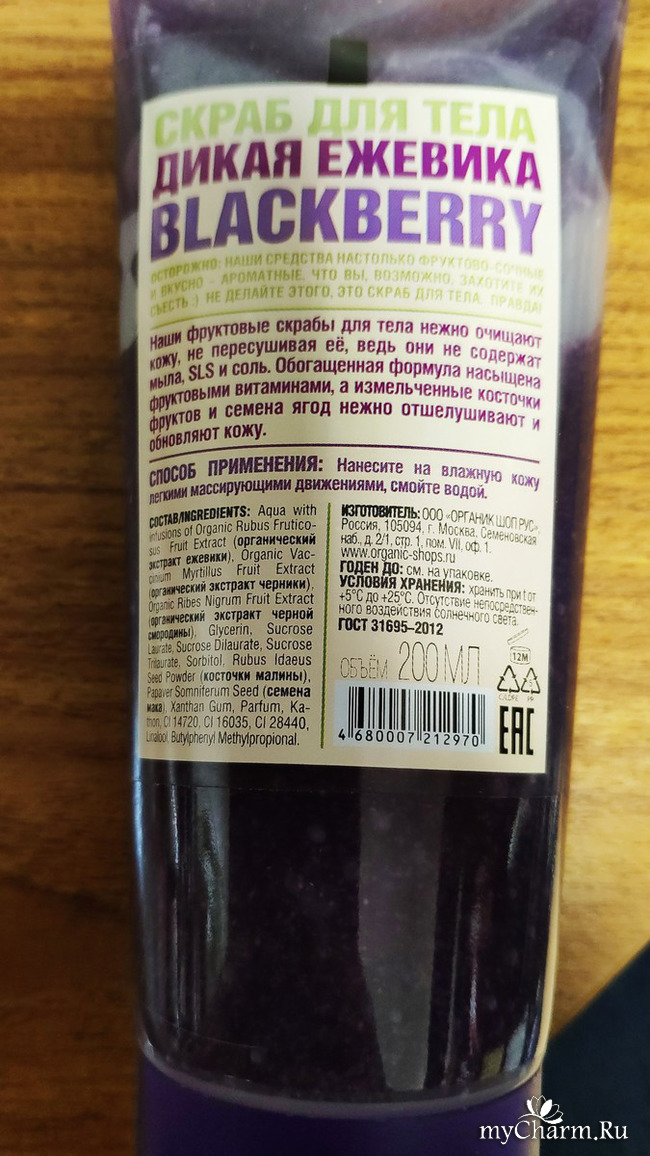 СКРАБ ДЛЯ ТЕЛА
ДИКАЯ ЕЖЕВИКА
BLACKBERRY
ОСТОРОЖНО: НАШИ СРЕДСТВА НАСТОЛЬКО ФРУКТОВО-СОЧНЫЕ
И ВКУСНО - АРОМАТНЫЕ, ЧТО ВЫ, ВОЗМОЖНО, ЗАХОТИТЕ ИХ
СЪЕСТЬ :) НЕ ДЕЛАЙТЕ ЭТОГО, ЭТО СКРАБ ДЛЯ ТЕЛА. ПРАВДА!
Наши фруктовые скрабы для тела нежно очищают
кожу, не пересушивая её, ведь они не содержат
мыла, SLS и соль. Обогащенная формула насыщена
фруктовыми витаминами, а измельченные косточки
фруктов и семена ягод нежно отшелушивают и
обновляют кожу.
СПОСОБ ПРИМЕНЕНИЯ: Нанесите на влажную кожу
легкими массирующими движениями, смойте водой.
СОСТАВ/INGREDIENTS: Aqua with
infusions of Organic Rubus Frutico-
sus Fruit Extract (органический
экстракт ежевики), Organic Vac-
cinium Myrtillus Fruit Extract
(органический экстракт черники),
Organic Ribes Nigrum Fruit Extract
(органический экстракт черной
смородины), Glycerin, Sucrose
Laurate, Sucrose Dilaurate, Sucrose
Trilaurate, Sorbitol, Rubus Idaeus
Seed Powder (косточки малины),
Papaver Somniferum Seed (семена
мака), Xanthan Gum, Parfum, Ka-
thon, CI 14720, CI 16035, CI 28440,
Linalool, Butylphenyl Methylpropional.
ИЗГОТОВИТЕЛЬ: ООО «ОРГАНИК ШОП РУС»,
Россия, 105094, г. Москва, Семеновская
наб., д. 2/1, стр. 1, пом. VII, оф. 1.
www.organic-shops.ru
ГОДЕН ДО: см. на упаковке.
УСЛОВИЯ ХРАНЕНИЯ: хранить при t от
+5°C до +25°C. Отсутствие непосредствен-
ного воздействия солнечного света.
ГОСТ 31695–2012
ОБЪЁМ 200 МЛ
12M
C/LDPE
5
PP
4 680007 212970
EAC
myCharm.Ru